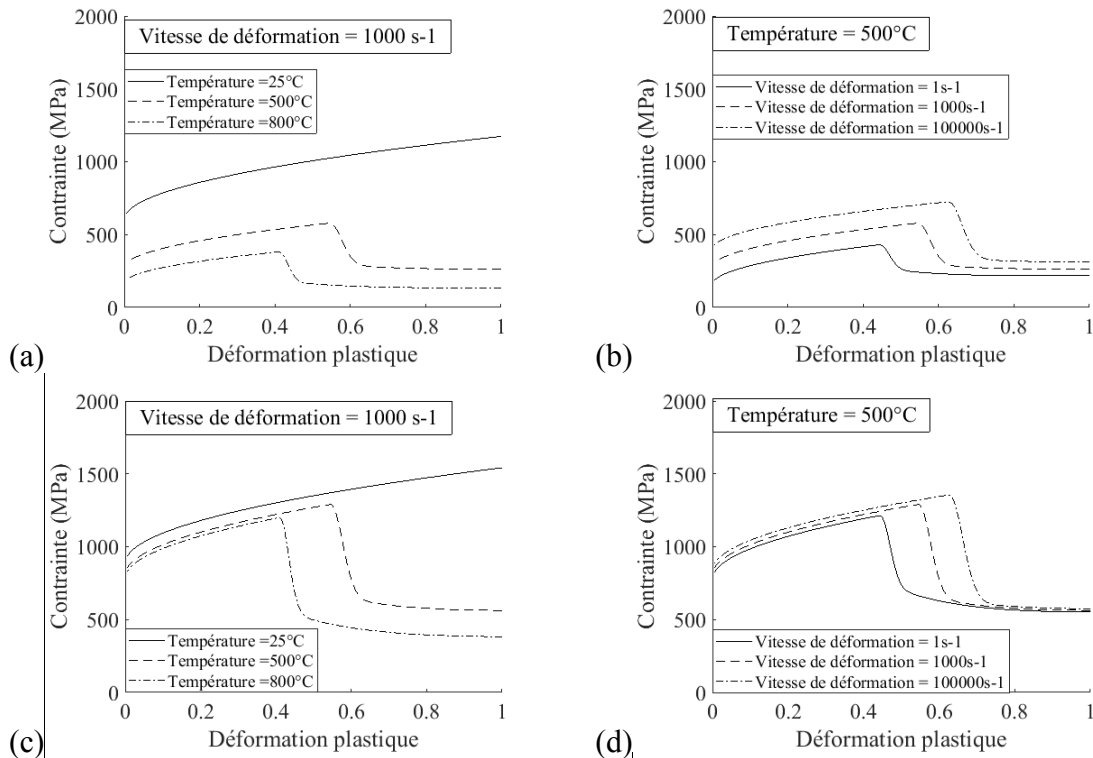 2000
1500
1000
500
0
Contrainte (MPa)
Vitesse de déformation = 1000 s-1
Température =25°C
Température =500°C
Température =800°C
0 0.2 0.4 0.6 0.8 1
Déformation plastique
(a)
2000
1500
1000
500
0
Contrainte (MPa)
Température = 500°C
Vitesse de déformation = 1s-1
Vitesse de déformation = 1000s-1
Vitesse de déformation = 100000s-1
0 0.2 0.4 0.6 0.8 1
Déformation plastique
(b)
2000
1500
1000
500
0
Contrainte (MPa)
Vitesse de déformation = 1000 s-1
Température =25°C
Température =500°C
Température =800°C
0 0.2 0.4 0.6 0.8 1
Déformation plastique
(c)
2000
1500
1000
500
0
Contrainte (MPa)
Température = 500°C
Vitesse de déformation = 1s-1
Vitesse de déformation = 1000s-1
Vitesse de déformation = 100000s-1
0 0.2 0.4 0.6 0.8 1
Déformation plastique
(d)